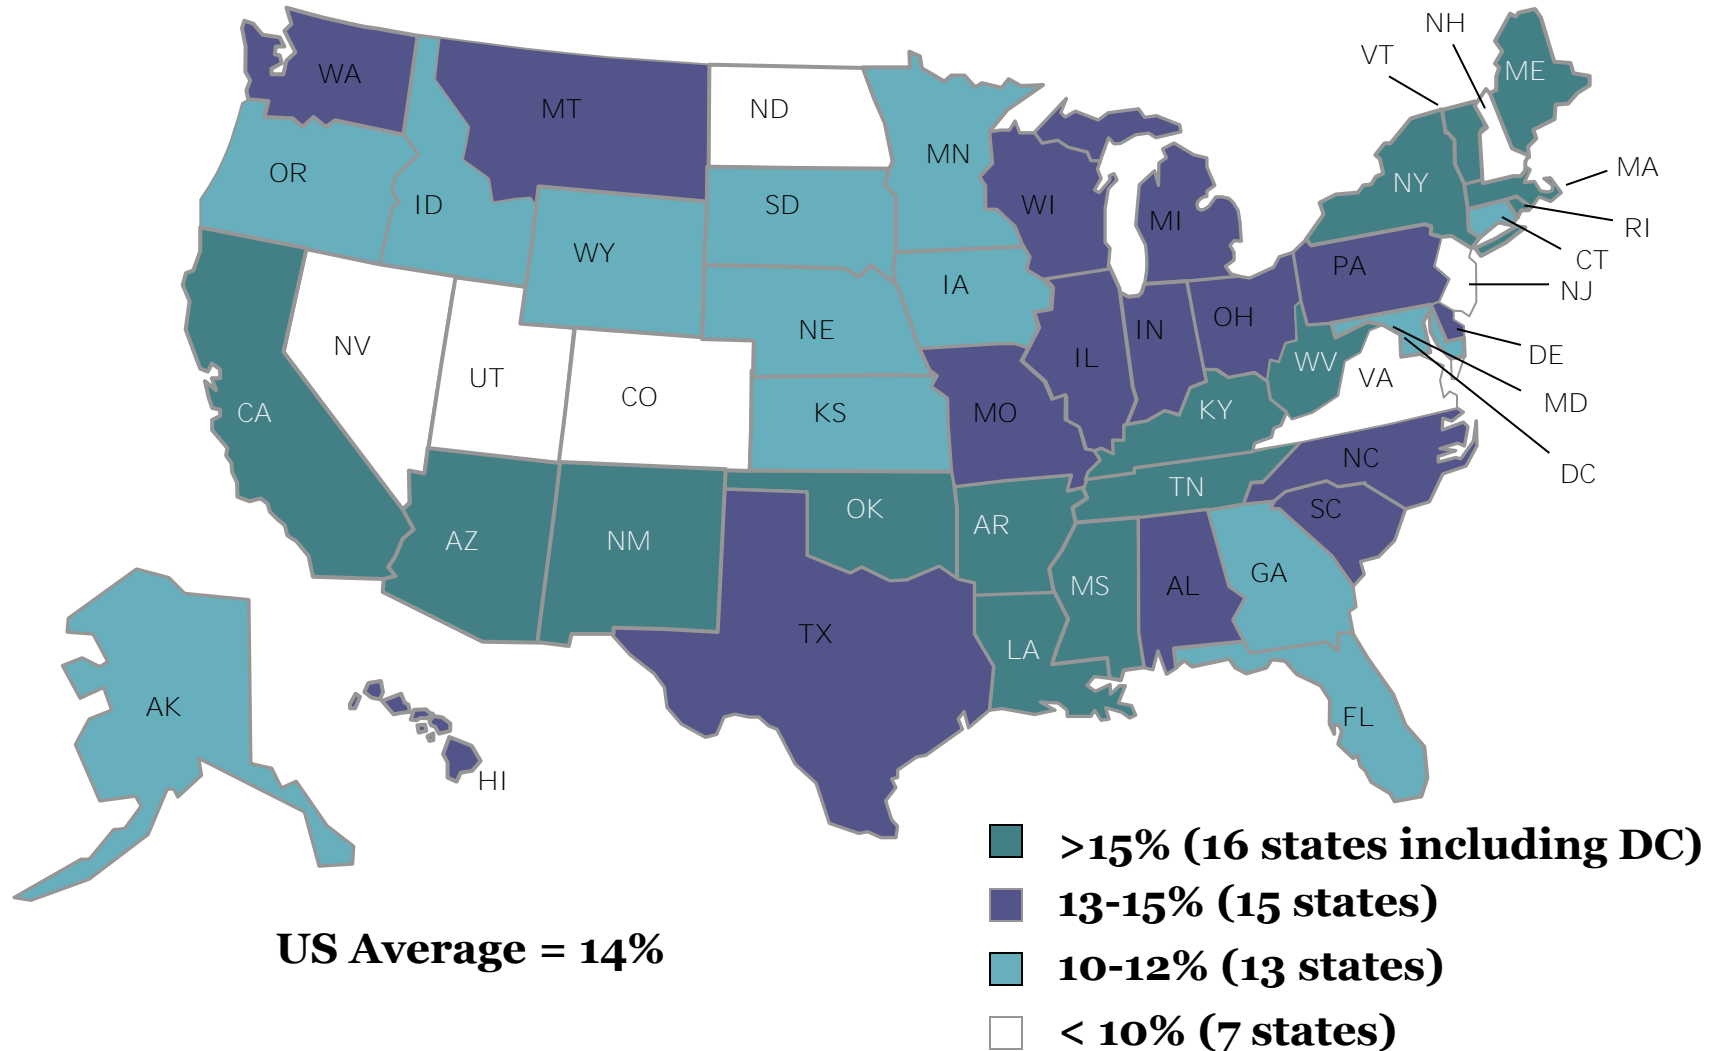 NH
VT
ME
WA
MT
ND
MN
OR
ID
SD
WI
MI
NY
MA
RI
WY
CT
PA
NJ
IA
NE
OH
IN
DE
NV
UT
CO
KS
IL
WV
VA
MD
CA
MO
KY
DC
NC
TN
SC
OK
AR
AZ
NM
MS
AL
GA
TX
LA
AK
FL
HI
>15% (16 states including DC)
13-15% (15 states)
US Average = 14%
10-12% (13 states)
< 10% (7 states)